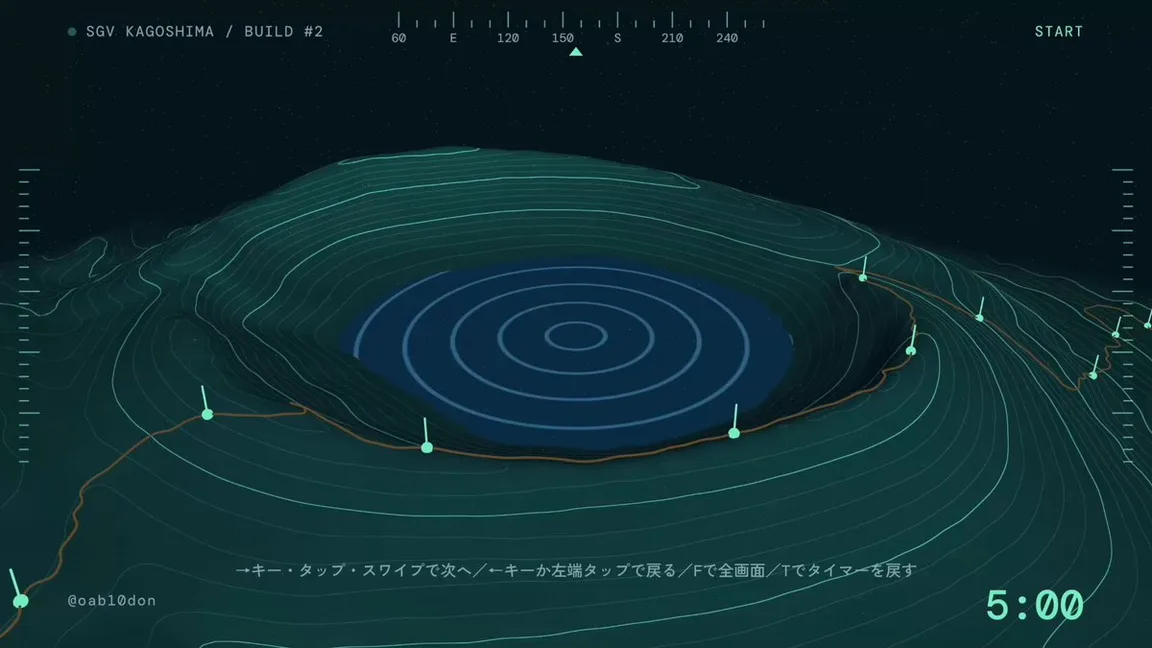 SGV KAGOSHIMA / BUILD #2
60 E 120 150 S 210 240
START
→キー・タップ・スワイプで次へ／←キーか左端タップで戻る／Fで全画面／Tでタイマーを戻す
@oab10don
5:00